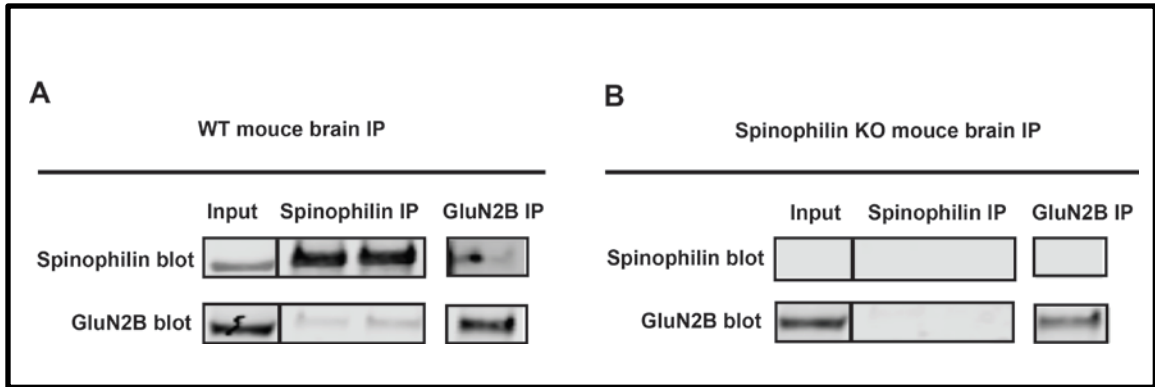 A
WT mouce brain IP
Input Spinophilin IP GluN2B IP
Spinophilin blot
GluN2B blot
B
Spinophilin KO mouce brain IP
Input Spinophilin IP GluN2B IP
Spinophilin blot
GluN2B blot